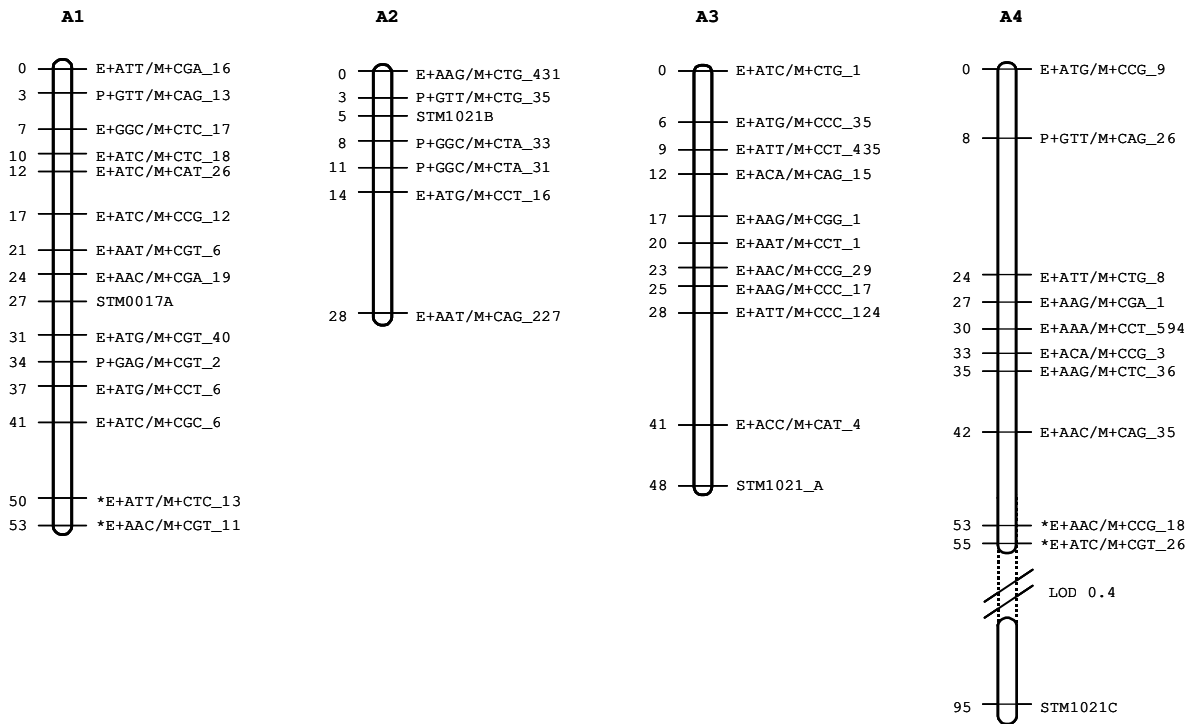 A1
0 E+ATT/M+CGA_16
3 P+GTT/M+CAG_13
7 E+GGC/M+CTC_17
10 E+ATC/M+CTC_18
12 E+ATC/M+CAT_26
17 E+ATC/M+CCG_12
21 E+AAT/M+CGT_6
24 E+AAC/M+CGA_19
27 STM0017A
31 E+ATG/M+CGT_40
34 P+GAG/M+CGT_2
37 E+ATG/M+CCT_6
41 E+ATC/M+CGC_6
50 *E+ATT/M+CTC_13
53 *E+AAC/M+CGT_11
A2
0 E+AAG/M+CTG_431
3 P+GTT/M+CTG_35
5 STM1021B
8 P+GGC/M+CTA_33
11 P+GGC/M+CTA_31
14 E+ATG/M+CCT_16
28 E+AAT/M+CAG_227
A3
0 E+ATC/M+CTG_1
6 E+ATG/M+CCC_35
9 E+ATT/M+CCT_435
12 E+ACA/M+CAG_15
17 E+AAG/M+CGG_1
20 E+AAT/M+CCT_1
23 E+AAC/M+CCG_29
25 E+AAG/M+CCC_17
28 E+ATT/M+CCC_124
41 E+ACC/M+CAT_4
48 STM1021_A
A4
0 E+ATG/M+CCG_9
8 P+GTT/M+CAG_26
24 E+ATT/M+CTG_8
27 E+AAG/M+CGA_1
30 E+AAA/M+CCT_594
33 E+ACA/M+CCG_3
35 E+AAG/M+CTC_36
42 E+AAC/M+CAG_35
53 *E+AAC/M+CCG_18
55 *E+ATC/M+CGT_26
LOD 0.4
95 STM1021C